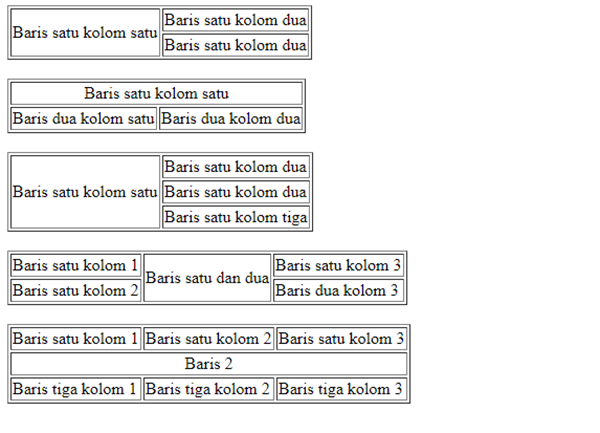 Baris satu kolom satu
Baris satu kolom dua
Baris satu kolom dua
Baris satu kolom satu
Baris dua kolom satu Baris dua kolom dua
Baris satu kolom satu
Baris satu kolom dua
Baris satu kolom dua
Baris satu kolom tiga
Baris satu kolom 1 Baris satu dan dua Baris satu kolom 3
Baris satu kolom 2 Baris dua kolom 3
Baris satu kolom 1 Baris satu kolom 2 Baris satu kolom 3
Baris 2
Baris tiga kolom 1 Baris tiga kolom 2 Baris tiga kolom 3